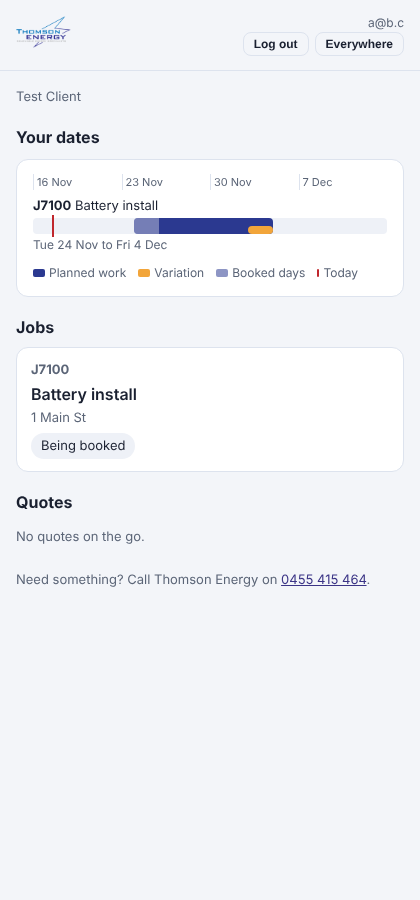 THOMSON
ENERGY
a@b.c
Log out Everywhere
Test Client
Your dates
16 Nov 23 Nov 30 Nov 7 Dec
J7100 Battery install
Tue 24 Nov to Fri 4 Dec
Planned work Variation Booked days Today
Jobs
J7100
Battery install
1 Main St
Being booked
Quotes
No quotes on the go.
Need something? Call Thomson Energy on 0455 415 464.